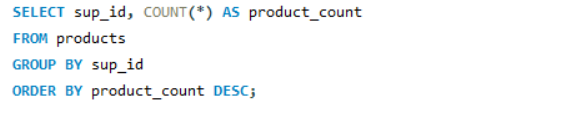 SELECT sup_id, COUNT(*) AS product_count
FROM products
GROUP BY sup_id
ORDER BY product_count DESC;